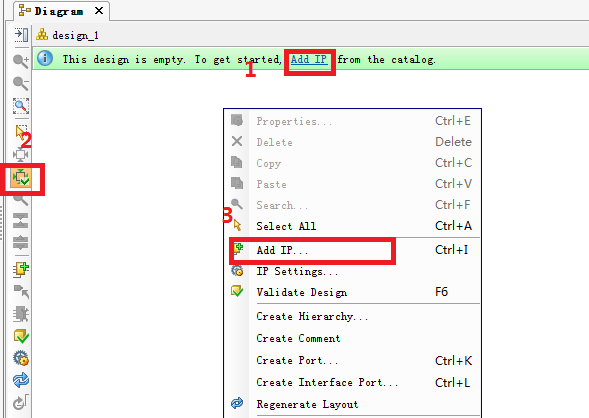 Diagram ×
design_1
This design is empty. To get started, Add IP from the catalog.
1
2
3
Properties... Ctrl+E
Delete Delete
Copy Ctrl+C
Paste Ctrl+V
Search... Ctrl+F
Select All Ctrl+A
Add IP... Ctrl+I
IP Settings...
Validate Design F6
Create Hierarchy...
Create Comment
Create Port... Ctrl+K
Create Interface Port... Ctrl+L
Regenerate Layout